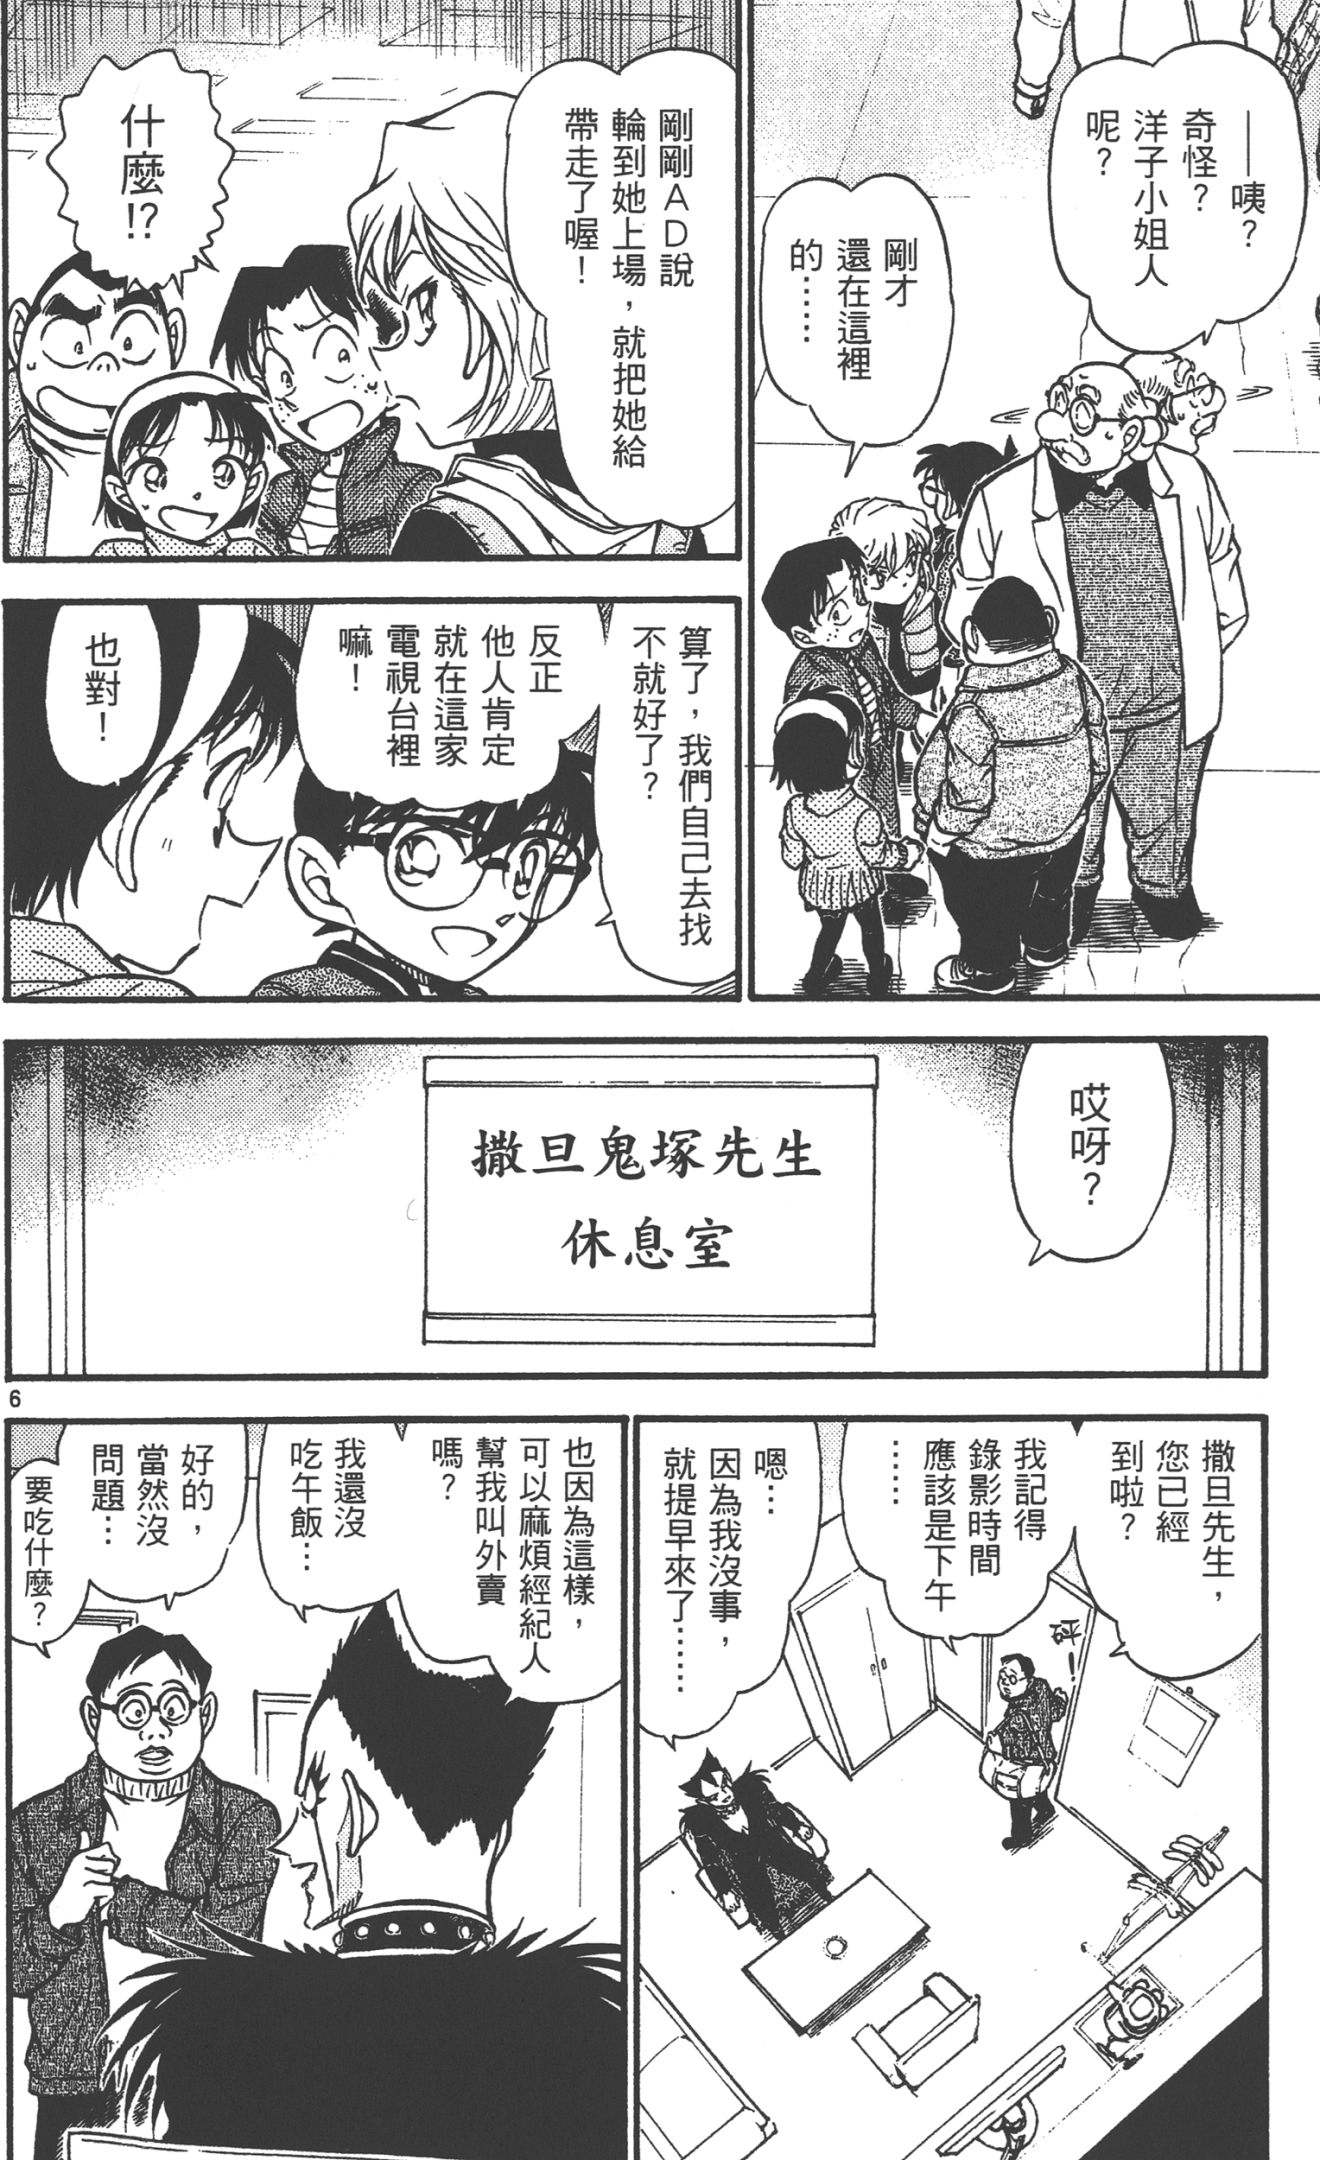 ──咦？
奇怪？
洋子小姐人
呢？
剛才
還在這裡
的……
剛剛ＡＤ說
輪到她上場，就把她給
帶走了喔！
什麼!?
算了，我們自己去找
不就好了？
反正
他人肯定
就在這家
電視台裡
嘛！
也對！
哎呀？
撒旦鬼塚先生
休息室
撒旦先生，
您已經
到啦？
我記得
錄影時間
應該是下午
……
嗯…
因為我沒事，
就提早來了……
也因為這樣，
可以麻煩經紀人
幫我叫外賣
嗎？
我還沒
吃午飯…
好的，
當然沒
問題…
要吃什麼？
6